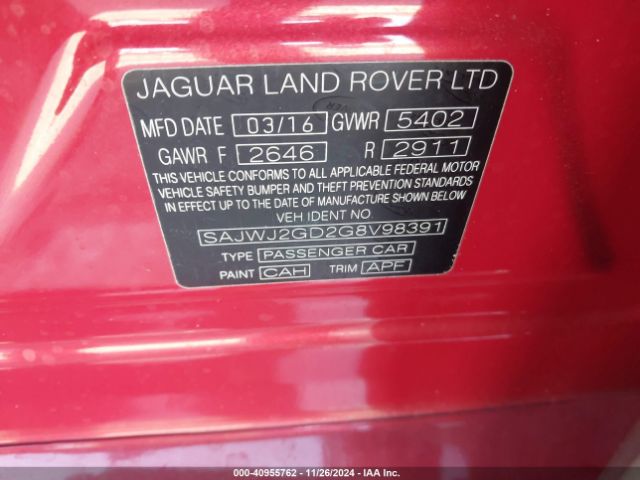 JAGUAR LAND ROVER LTD
MFD DATE 03/16 GVWR 5402
GAWR F 2646 R 2911
THIS VEHICLE CONFORMS TO ALL APPLICABLE FEDERAL MOTOR
VEHICLE SAFETY BUMPER AND THEFT PREVENTION STANDARDS
IN EFFECT UP TO THE DATE OF MANUFACTURE SHOWN BELOW
VEH IDENT NO
SAJWJ2GD2G8V98391
TYPE PASSENGER CAR
PAINT CAH TRIM APF
000-40955762 - 11/26/2024 - IAA Inc.